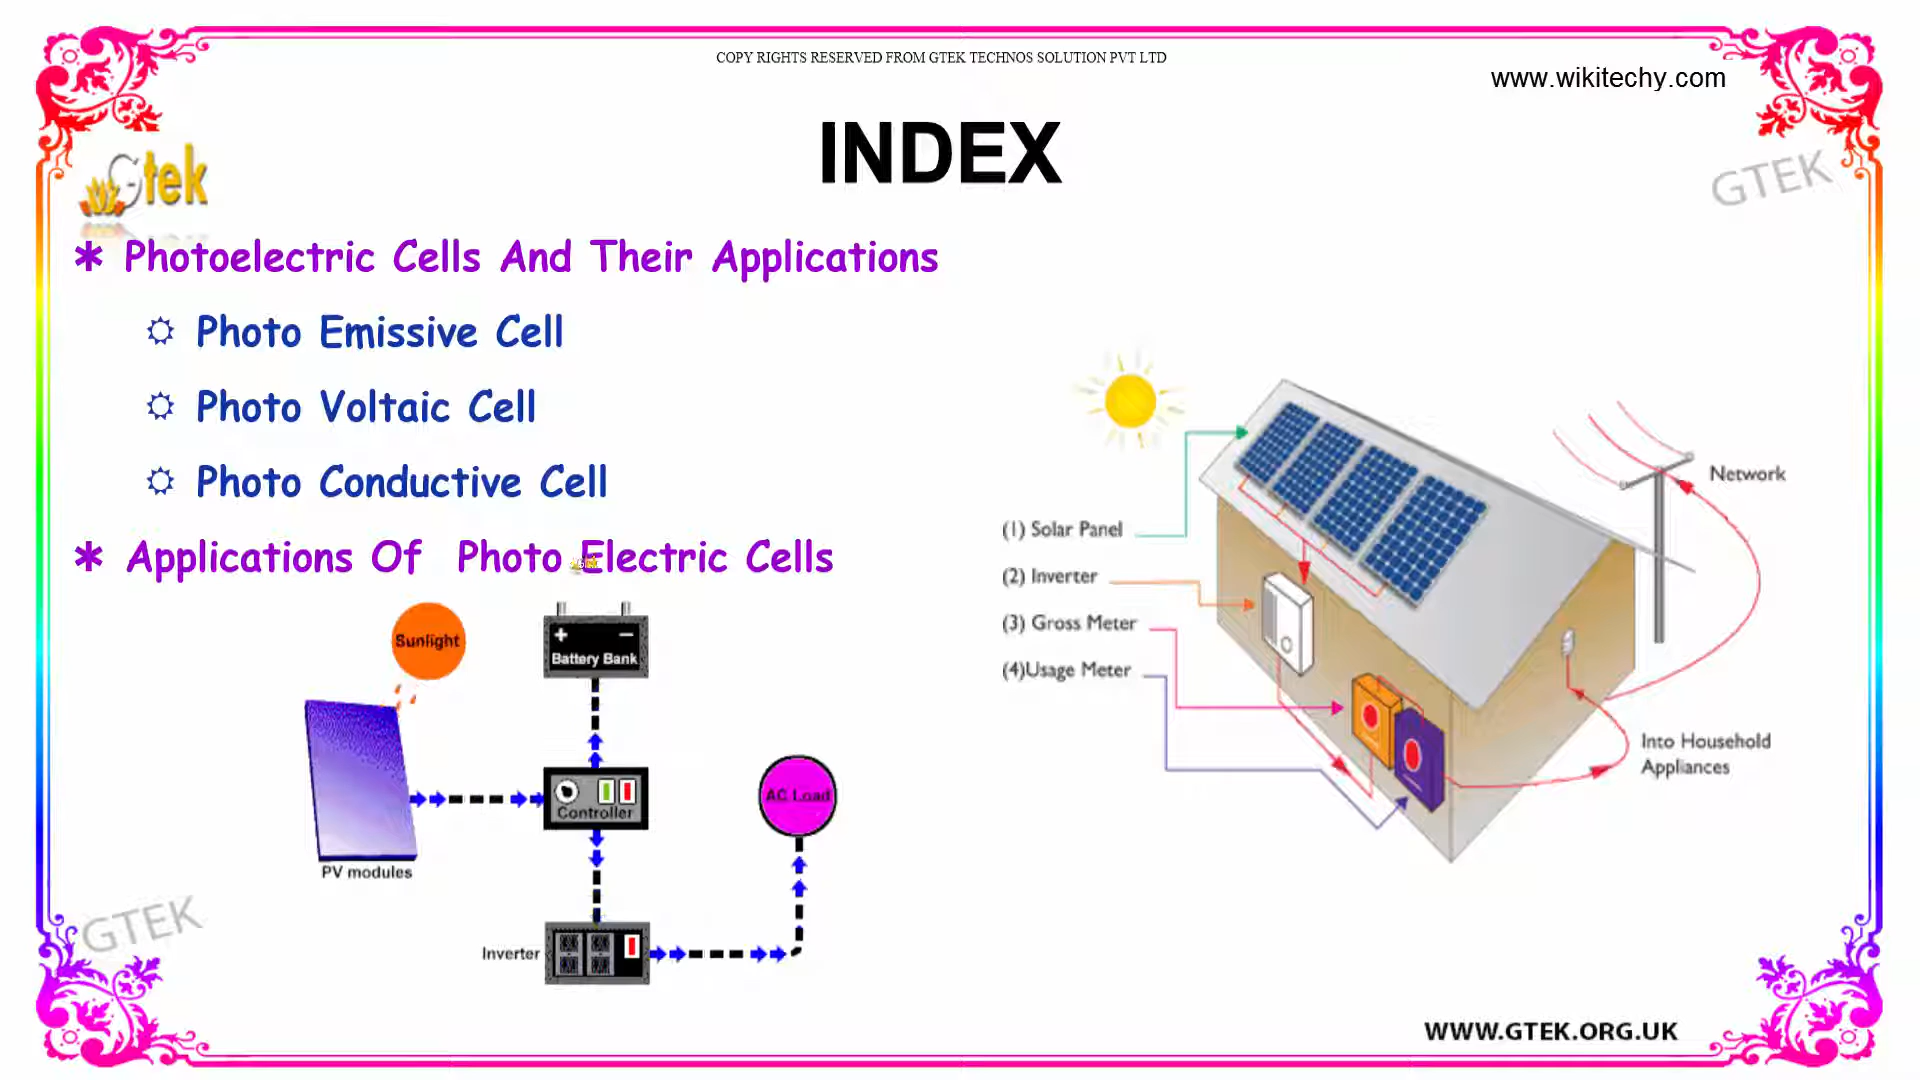 COPY RIGHTS RESERVED FROM GTEK TECHNOS SOLUTION PVT LTD
www.wikitechy.com
INDEX
Gtek
GTEK
Photoelectric Cells And Their Applications
Photo Emissive Cell
Photo Voltaic Cell
Photo Conductive Cell
Applications Of Photo Electric Cells
Sunlight
+ −
Battery Bank
Controller
AC Load
PV modules
Inverter
Network
(1) Solar Panel
(2) Inverter
(3) Gross Meter
(4)Usage Meter
Into Household
Appliances
GTEK
WWW.GTEK.ORG.UK